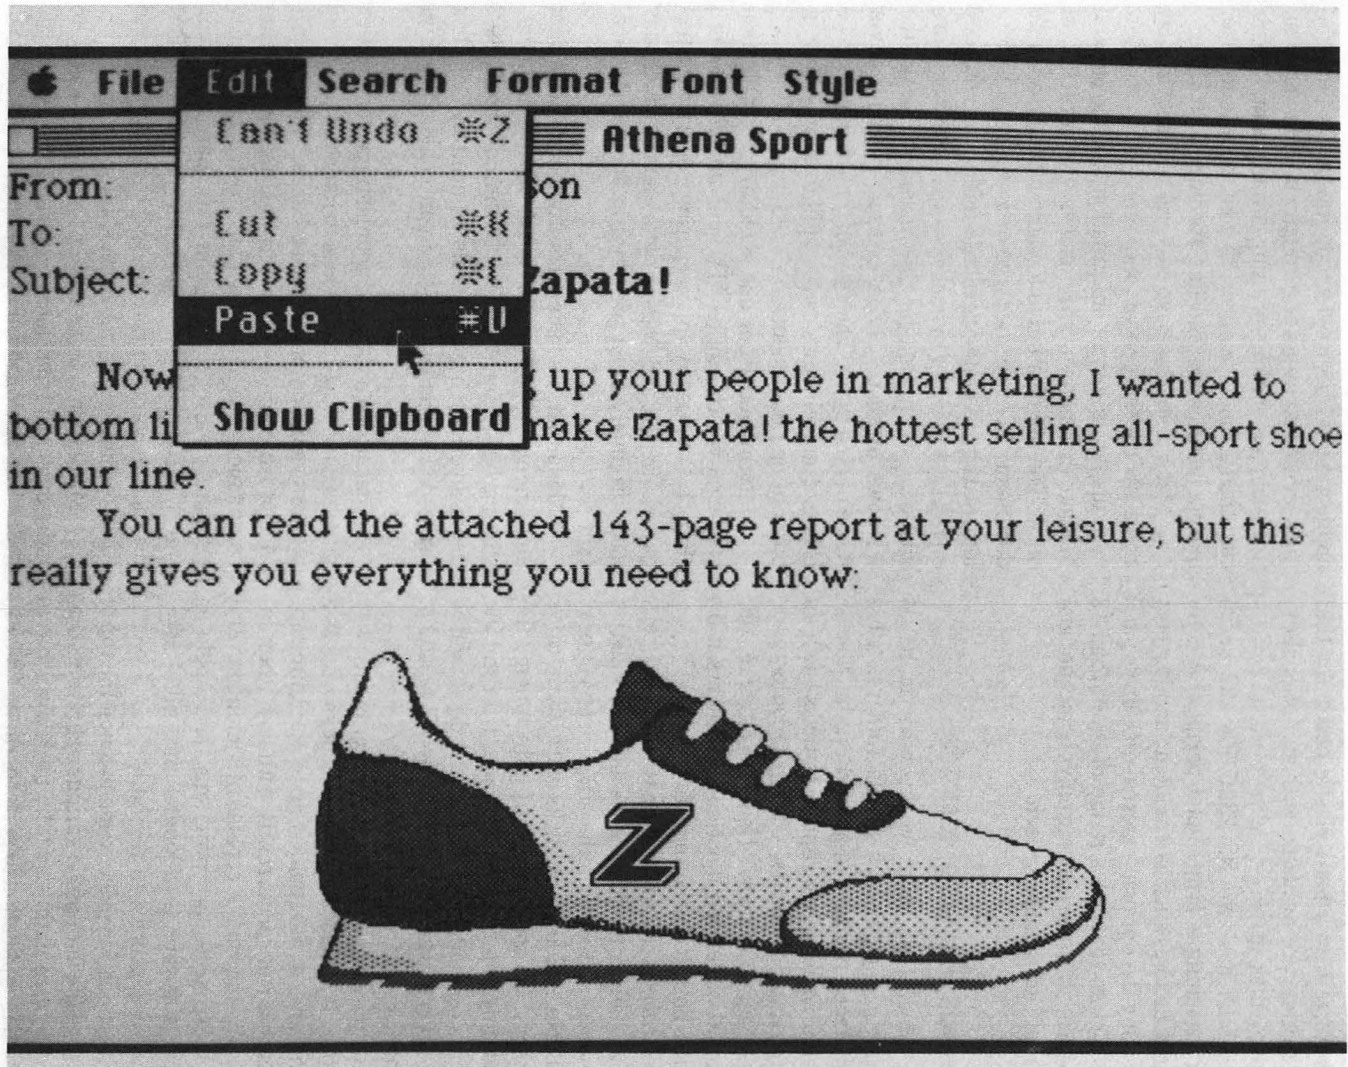 File Edit Search Format Font Style
Can't Undo ⌘Z
Cut ⌘X
Copy ⌘C
Paste ⌘V
Show Clipboard
Athena Sport
From: son
To:
Subject: Zapata!
Now up your people in marketing, I wanted to
bottom li make !Zapata! the hottest selling all-sport shoe
in our line.
You can read the attached 143-page report at your leisure, but this
really gives you everything you need to know:
Z